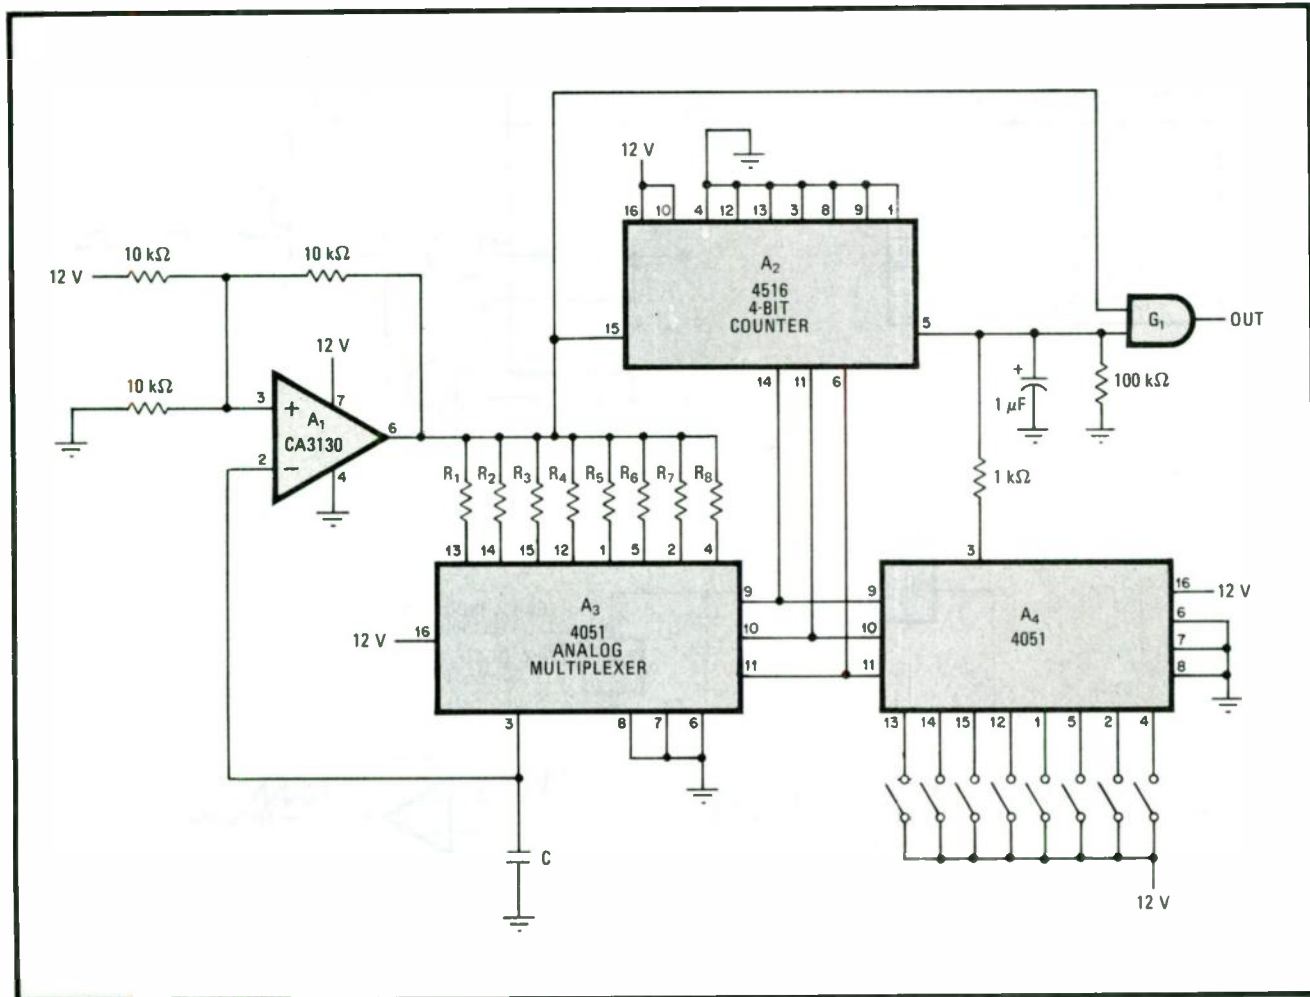 12 V
16 10 4 12 13 3 8 9 1
A2
4516
4-BIT
COUNTER
15
5
14 11 6
G1
OUT
10 kΩ
10 kΩ
12 V
12 V
10 kΩ
3
+
7
A1
CA3130
6
2
−
4
+
1 µF
100 kΩ
1 kΩ
R1 R2 R3 R4 R5 R6 R7 R8
13 14 15 12 1 5 2 4
A3
4051
ANALOG
MULTIPLEXER
12 V
16
9
10
11
3
8 7 6
C
3
A4
4051
9
10
11
16
12 V
6
7
8
13 14 15 12 1 5 2 4
12 V